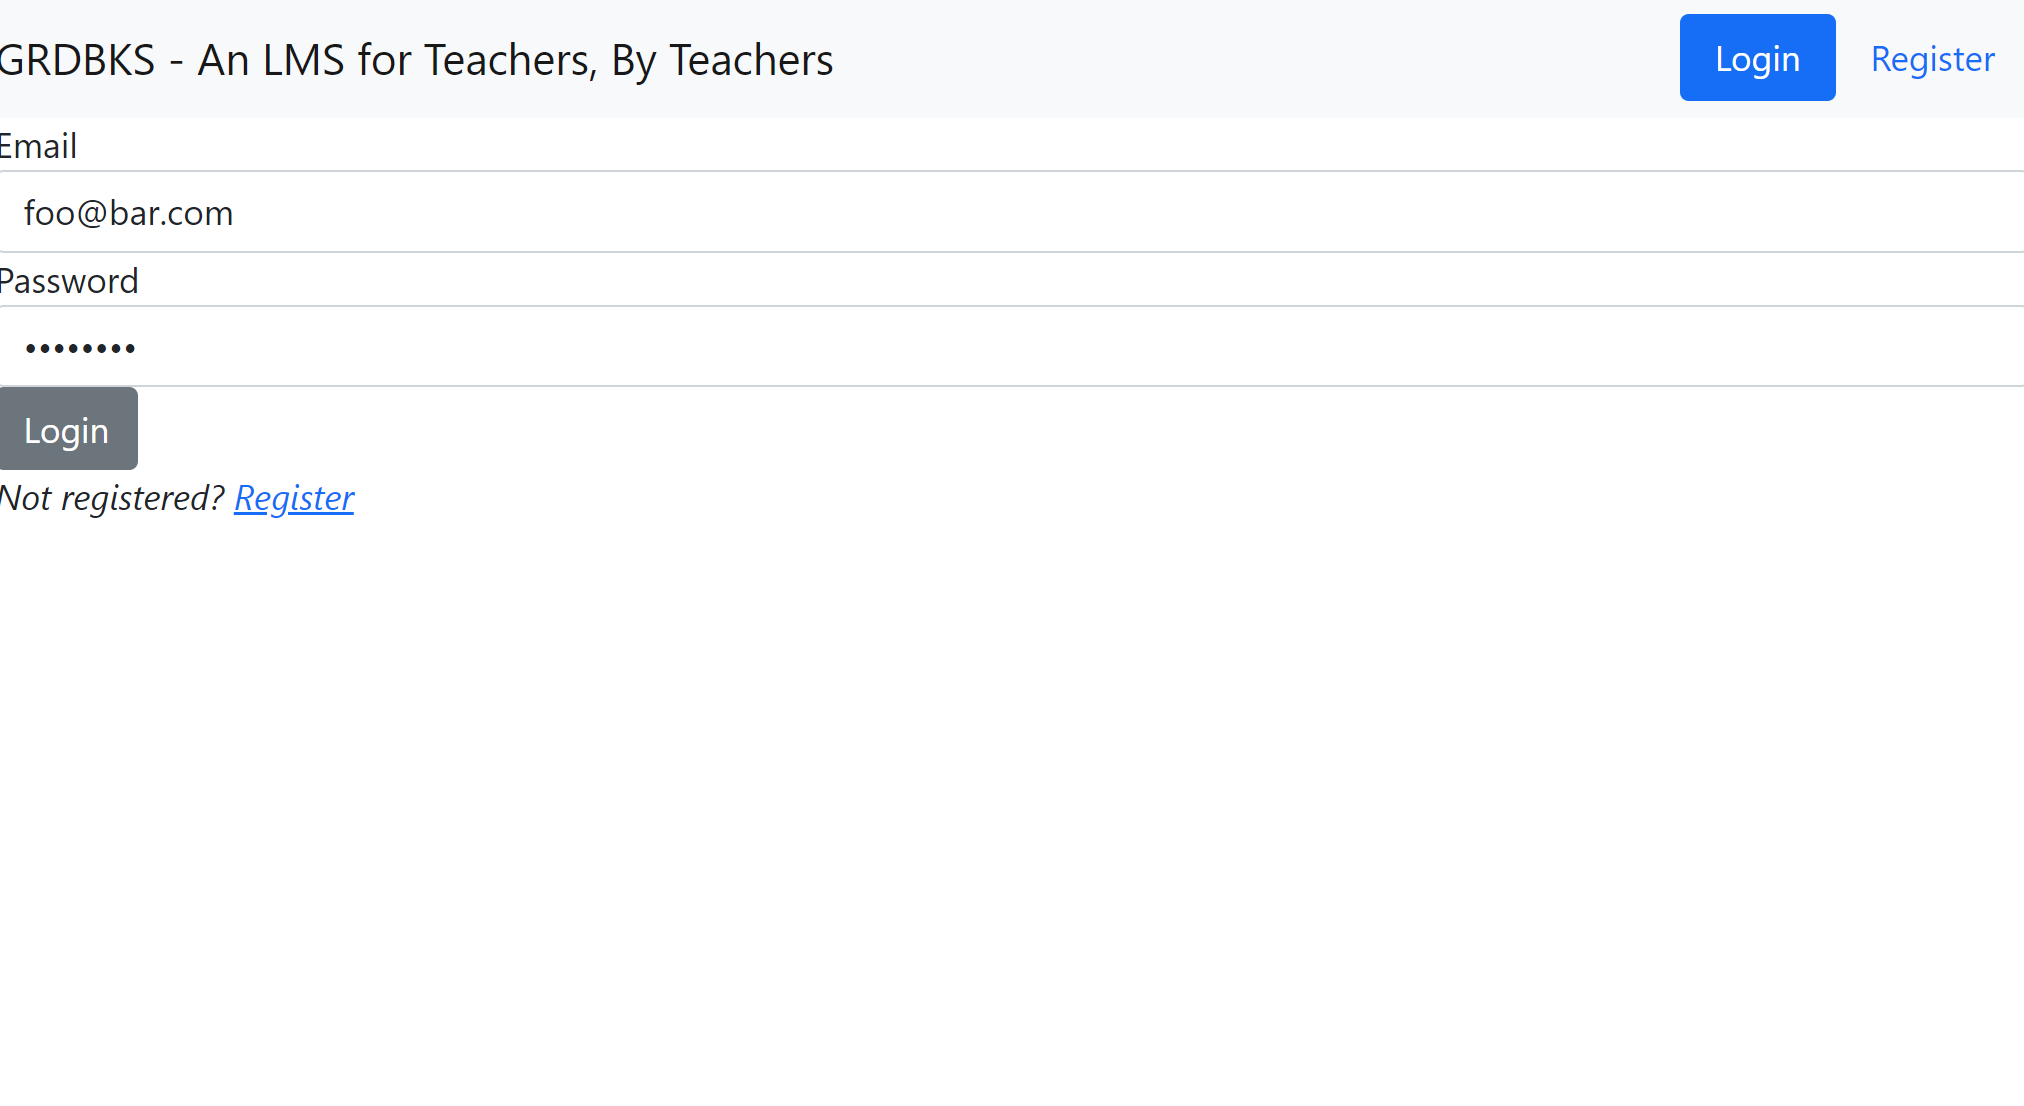 GRDBKS - An LMS for Teachers, By Teachers
Login
Register
Email
foo@bar.com
Password
••••••••
Login
Not registered? Register